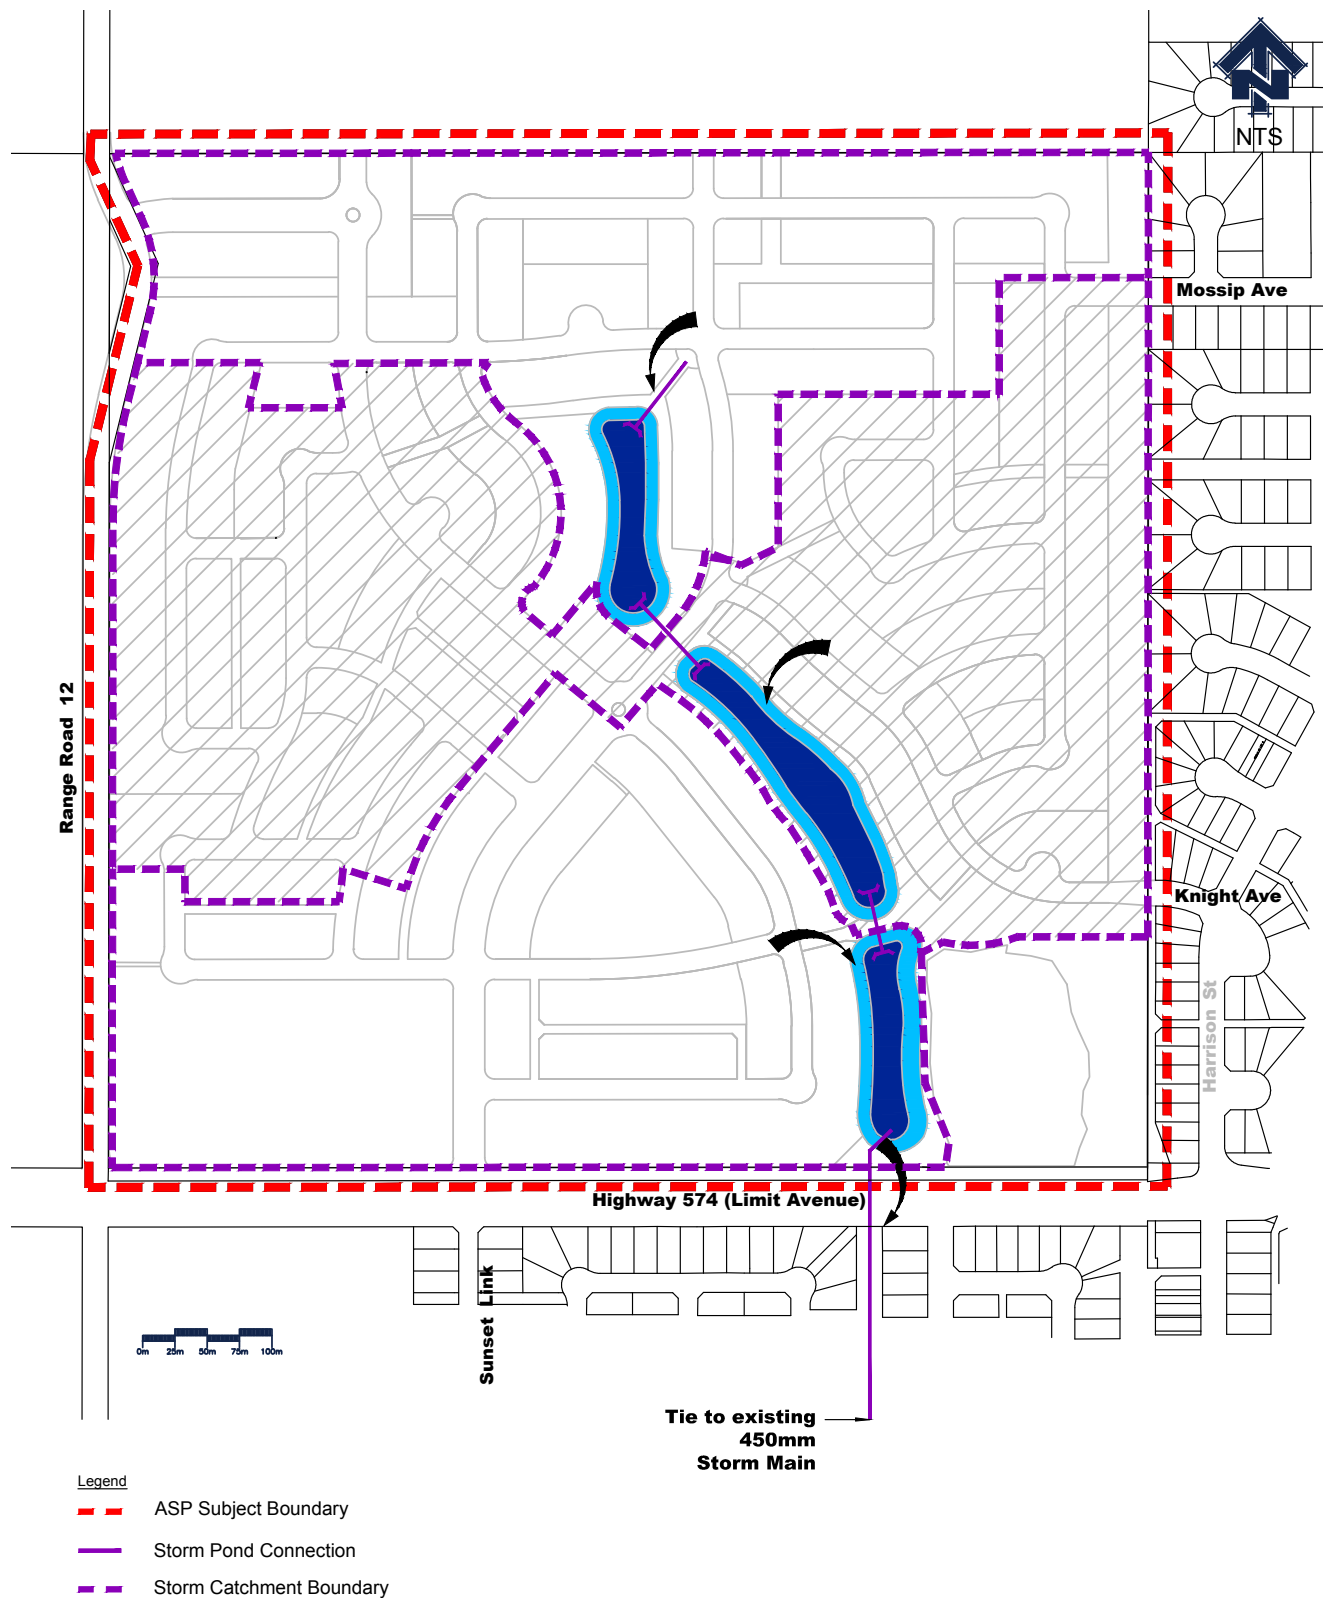 NTS
Mossip Ave
Range Road 12
Knight Ave
Harrison St
Highway 574 (Limit Avenue)
Sunset Link
0m 25m 50m 75m 100m
Tie to existing
450mm
Storm Main
Legend
ASP Subject Boundary
Storm Pond Connection
Storm Catchment Boundary